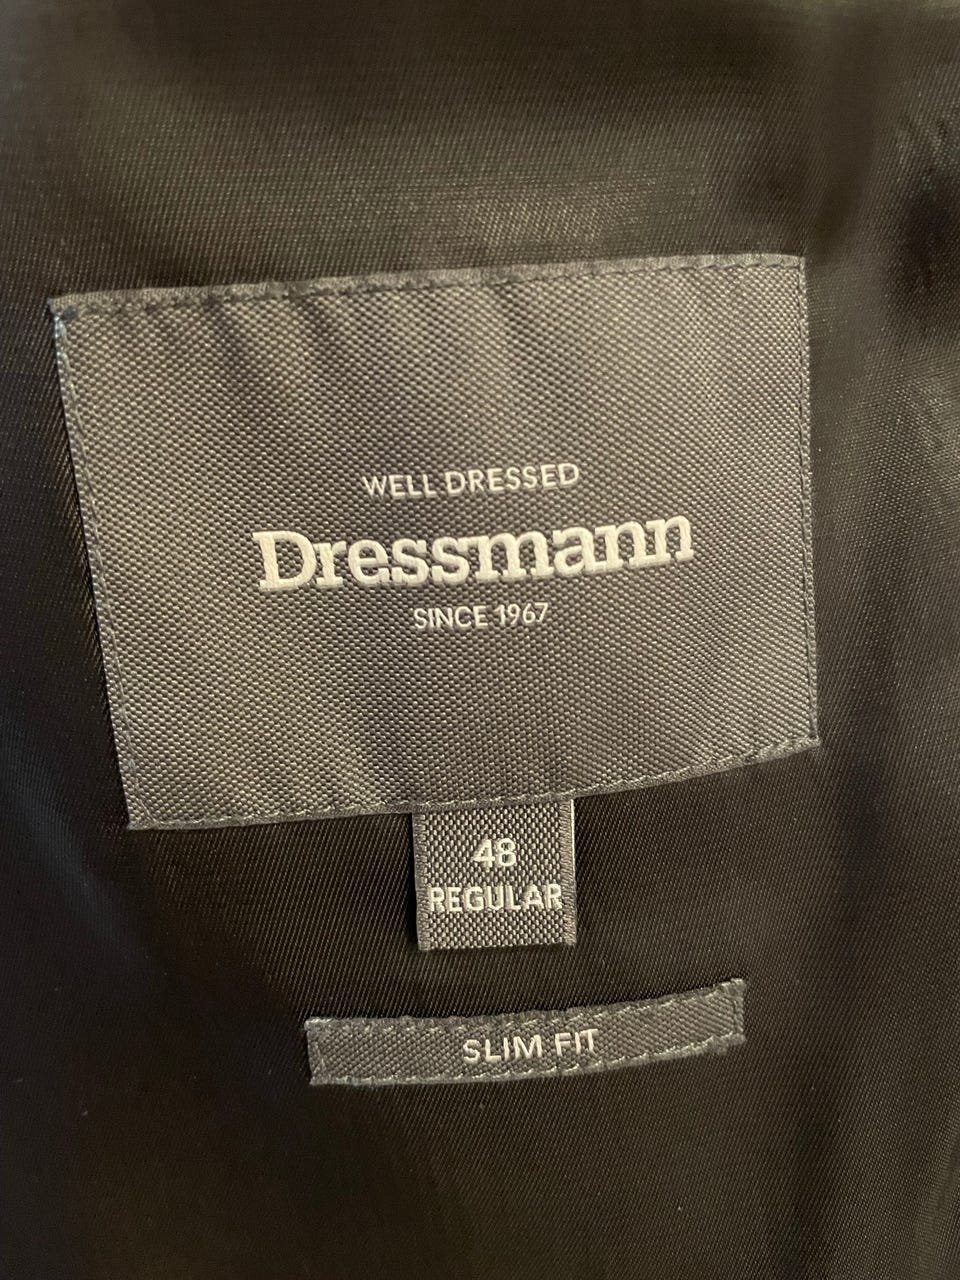 WELL DRESSED
Dressmann
SINCE 1967
48
REGULAR
SLIM FIT